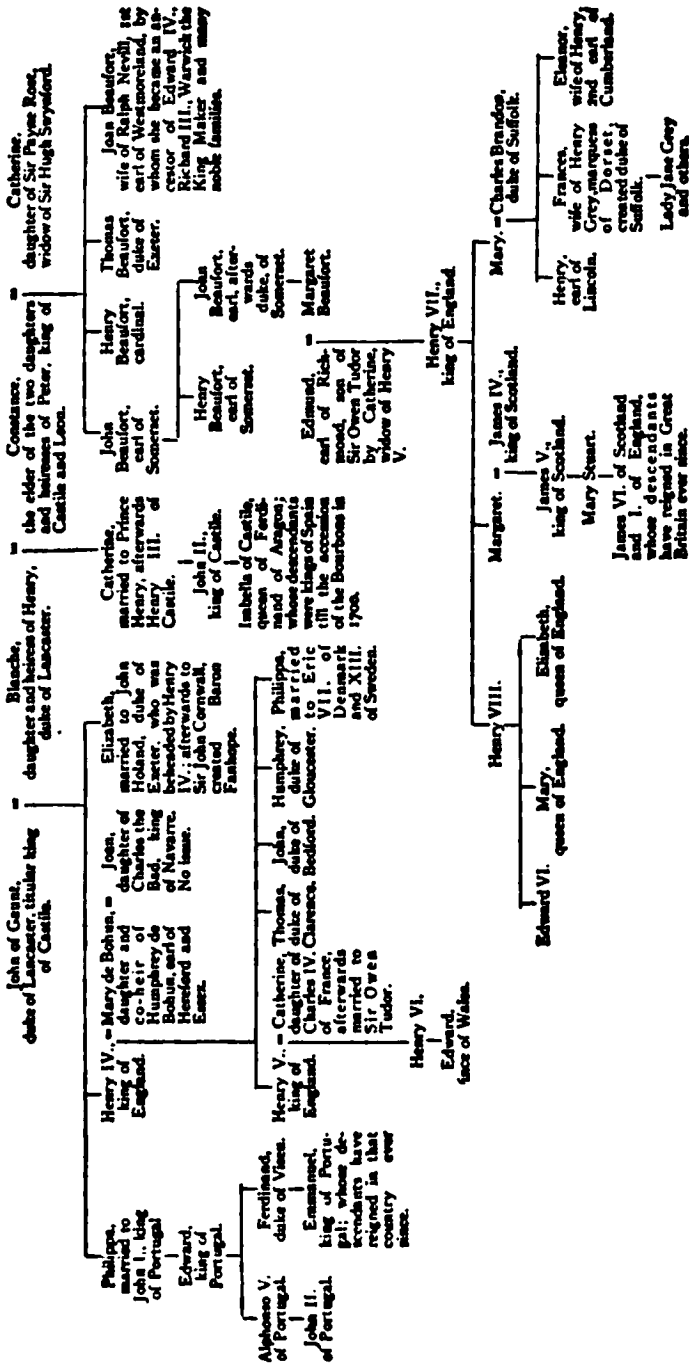 John of Gaunt,
duke of Lancaster, titular king
of Castile.
=
Blanche,
daughter and heiress of Henry,
duke of Lancaster.
=
Constance,
the elder of the two daughters
and heiresses of Peter, king of
Castile and Leon.
=
Catherine,
daughter of Sir Payne Roet,
widow of Sir Hugh Swynford.
Philippa,
married to
John I., king
of Portugal
Henry IV., =
king of
England.
Mary de Bohun, =
daughter and
co-heir of
Humphrey de
Bohun, earl of
Hereford and
Essex.
Joan,
daughter of
Charles the
Bad, king
of Navarre.
No issue.
Elizabeth,
married to John
Holand, duke of
Exeter, who was
beheaded by Henry
IV.; afterwards to
Sir John Cornwall,
created Baron
Fanhope.
Catherine,
married to Prince
Henry, afterwards
Henry III. of
Castile.
John
Beaufort,
earl of
Somerset.
Henry
Beaufort,
cardinal.
Thomas
Beaufort,
duke of
Exeter.
Joan Beaufort,
wife of Ralph Nevill, 1st
earl of Westmoreland, by
whom she became an an-
cestor of Edward IV.,
Richard III., Warwick the
King Maker and many
noble families.
Edward,
king of
Portugal.
John II.,
king of Castile.
Isabella of Castile,
queen of Ferdi-
nand of Aragon;
whose descendants
were kings of Spain
till the accession
of the Bourbons in
1700.
Henry
Beaufort,
earl of
Somerset.
John
Beaufort,
earl, after-
wards
duke, of
Somerset.
Alphonso V.
of Portugal.
John II.
of Portugal.
Ferdinand,
duke of Viseu.
Emmanuel,
king of Portu-
gal; whose de-
scendants have
reigned in that
country ever
since.
Henry V., =
king of
England.
Catherine,
daughter of
Charles IV.
of France,
afterwards
married to
Sir Owen
Tudor.
Thomas,
duke of
Clarence.
John,
duke of
Bedford.
Humphrey,
duke of
Gloucester.
Philippa,
married
to Eric
VII. of
Denmark
and XIII.
of Sweden.
Edmund,
earl of Rich-
mond, son of
Sir Owen Tudor
by Catherine,
widow of Henry
V.
=
Margaret
Beaufort.
Henry VI.
Edward,
ince of Wales.
Henry VII.,
king of England.
Henry VIII.
Margaret. =
James IV.,
king of Scotland.
Mary. = Charles Brandon,
duke of Suffolk.
Edward VI.
Mary,
queen of England.
Elizabeth,
queen of England.
James V.,
king of Scotland.
Mary Stuart.
James VI. of Scotland
and I. of England,
whose descendants
have reigned in Great
Britain ever since.
Henry,
earl of
Lincoln.
Frances,
wife of Henry
Grey, marquess
of Dorset;
created duke of
Suffolk.
Eleanor,
wife of Henry,
2nd earl of
Cumberland.
Lady Jane Grey
and others.